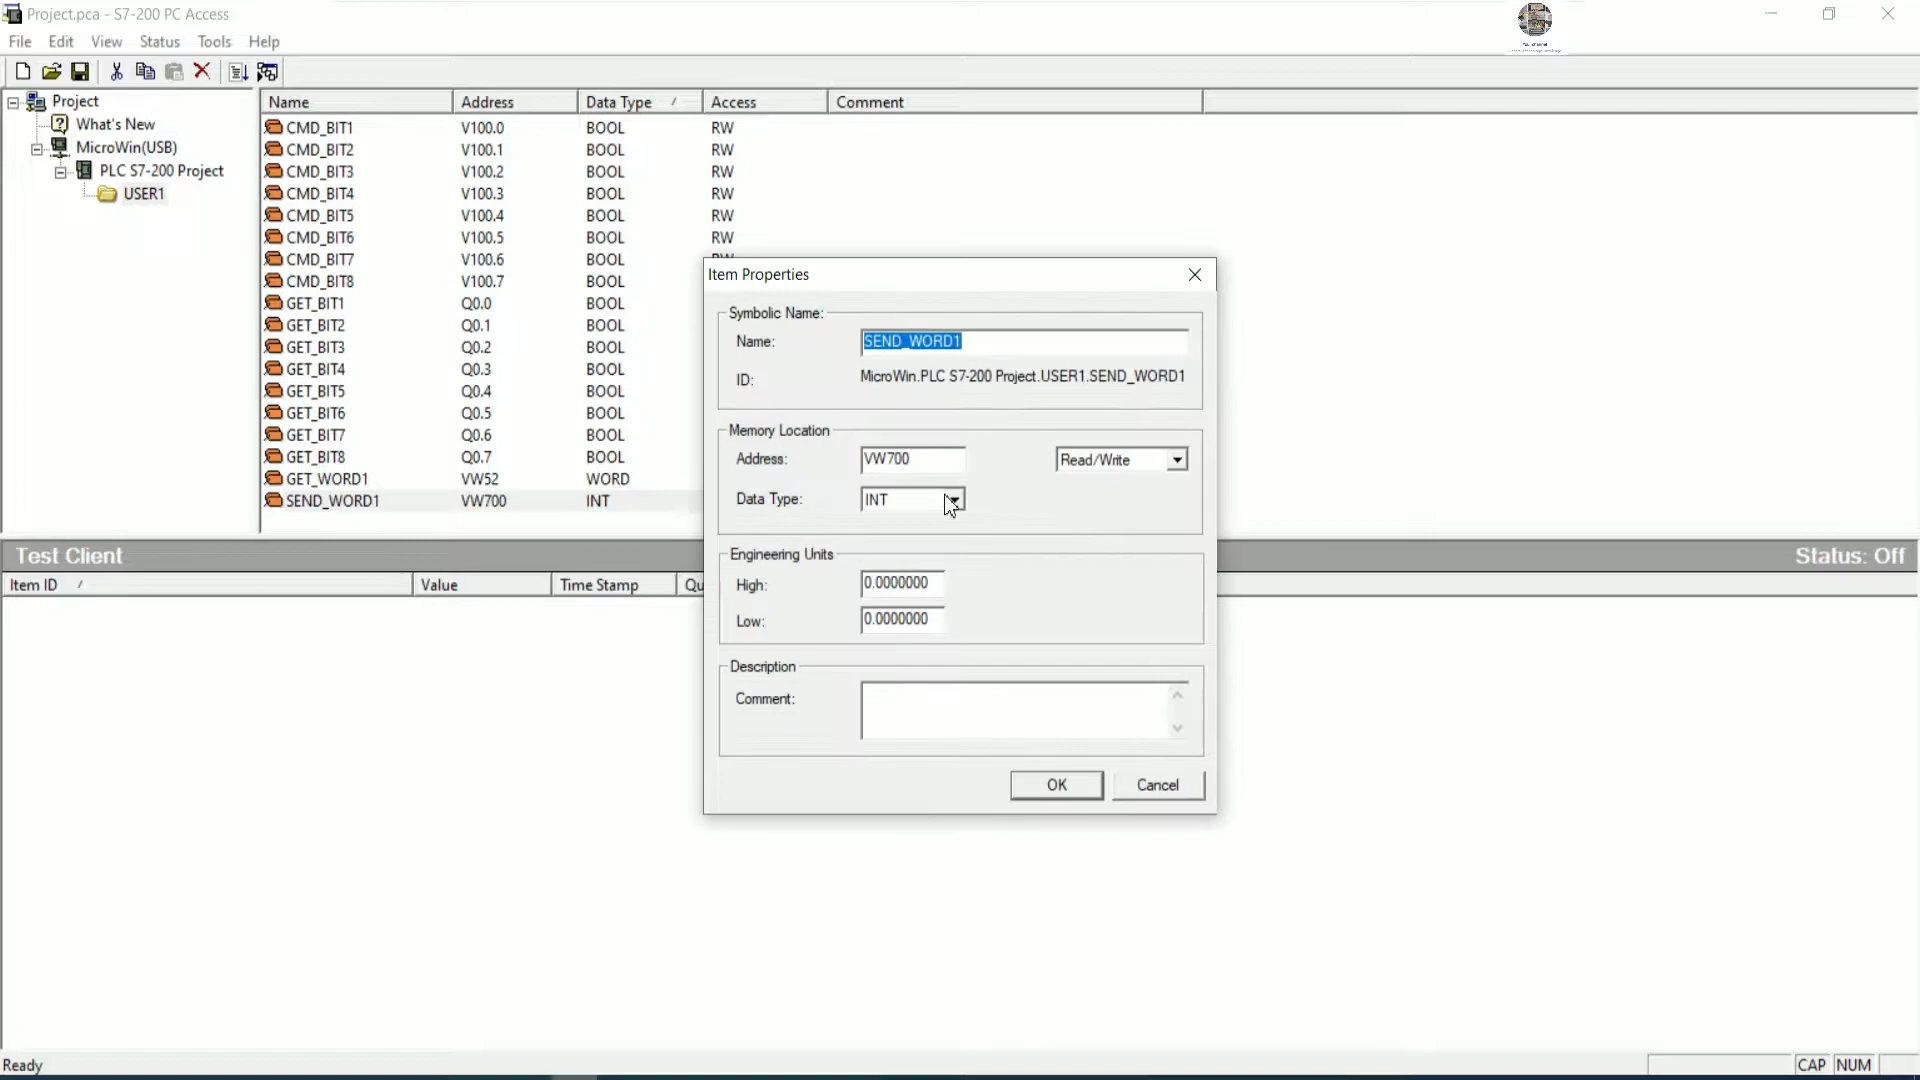 Project.pca - S7-200 PC Access
File Edit View Status Tools Help
Project
What's New
MicroWin(USB)
PLC S7-200 Project
USER1
Name Address Data Type Access Comment
CMD_BIT1 V100.0 BOOL RW
CMD_BIT2 V100.1 BOOL RW
CMD_BIT3 V100.2 BOOL RW
CMD_BIT4 V100.3 BOOL RW
CMD_BIT5 V100.4 BOOL RW
CMD_BIT6 V100.5 BOOL RW
CMD_BIT7 V100.6 BOOL RW
CMD_BIT8 V100.7 BOOL
GET_BIT1 Q0.0 BOOL
GET_BIT2 Q0.1 BOOL
GET_BIT3 Q0.2 BOOL
GET_BIT4 Q0.3 BOOL
GET_BIT5 Q0.4 BOOL
GET_BIT6 Q0.5 BOOL
GET_BIT7 Q0.6 BOOL
GET_BIT8 Q0.7 BOOL
GET_WORD1 VW52 WORD
SEND_WORD1 VW700 INT
Item Properties
Symbolic Name:
Name: SEND_WORD1
ID: MicroWin.PLC S7-200 Project.USER1.SEND_WORD1
Memory Location
Address: VW700 Read/Write
Data Type: INT
Engineering Units
High: 0.0000000
Low: 0.0000000
Description
Comment:
OK Cancel
Test Client Status: Off
Item ID Value Time Stamp Qu
Ready CAP NUM